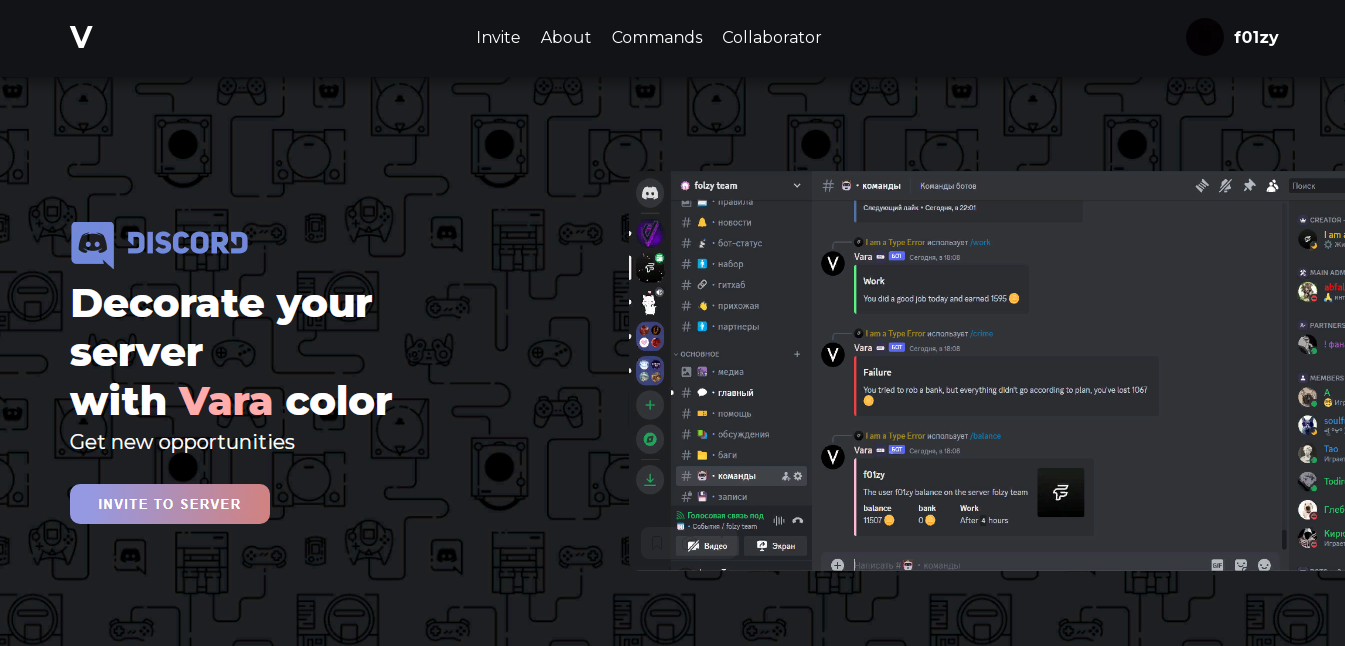 V
Invite About Commands Collaborator
f01zy
DISCORD
Decorate your
server
with Vara color
Get new opportunities
INVITE TO SERVER
folzy team
правила
# новости
# бот-статус
# набор
# гитхаб
# прихожая
# партнеры
ОСНОВНОЕ
медиа
# главный
# помощь
# обсуждения
# баги
# команды
# записи
Голосовая связь под
События / folzy team
Видео
Экран
# команды
Команды ботов
Поиск
Следующий лайк • Сегодня, в 22:01
I am a Type Error использует /work
Vara БОТ Сегодня, в 18:08
Work
You did a good job today and earned 1595
I am a Type Error использует /crime
Vara БОТ Сегодня, в 18:08
Failure
You tried to rob a bank, but everything didn't go according to plan, you've lost 1067
I am a Type Error использует /balance
Vara БОТ Сегодня, в 18:08
f01zy
The user f01zy balance on the server folzy team
balance bank Work
11507 0 After 4 hours
Написать # команды
GIF
CREATOR -
I am a
MAIN ADM
abfal
PARTNERS
! фан
MEMBERS
A
soulf
Tao
Играет
Todin
Глеб
Кирю
Играет